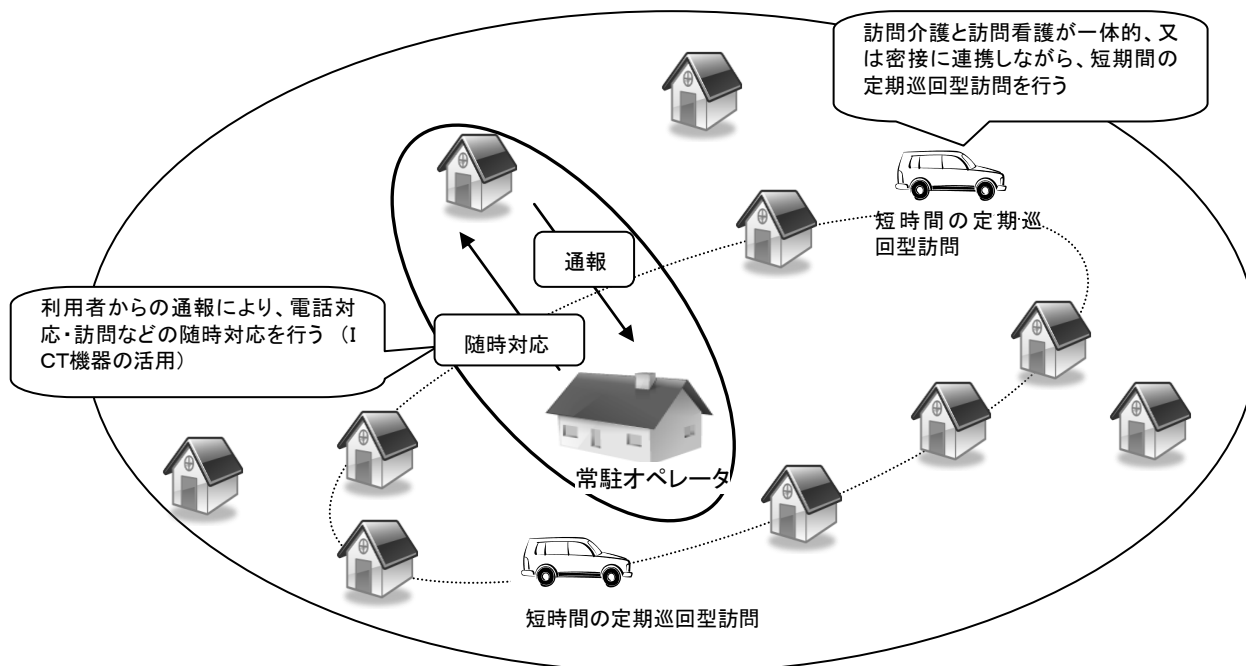 訪問介護と訪問看護が一体的、又
は密接に連携しながら、短期間の
定期巡回型訪問を行う
短時間の定期巡
回型訪問
通報
利用者からの通報により、電話対
応・訪問などの随時対応を行う （I
CT機器の活用）
随時対応
常駐オペレータ
短時間の定期巡回型訪問